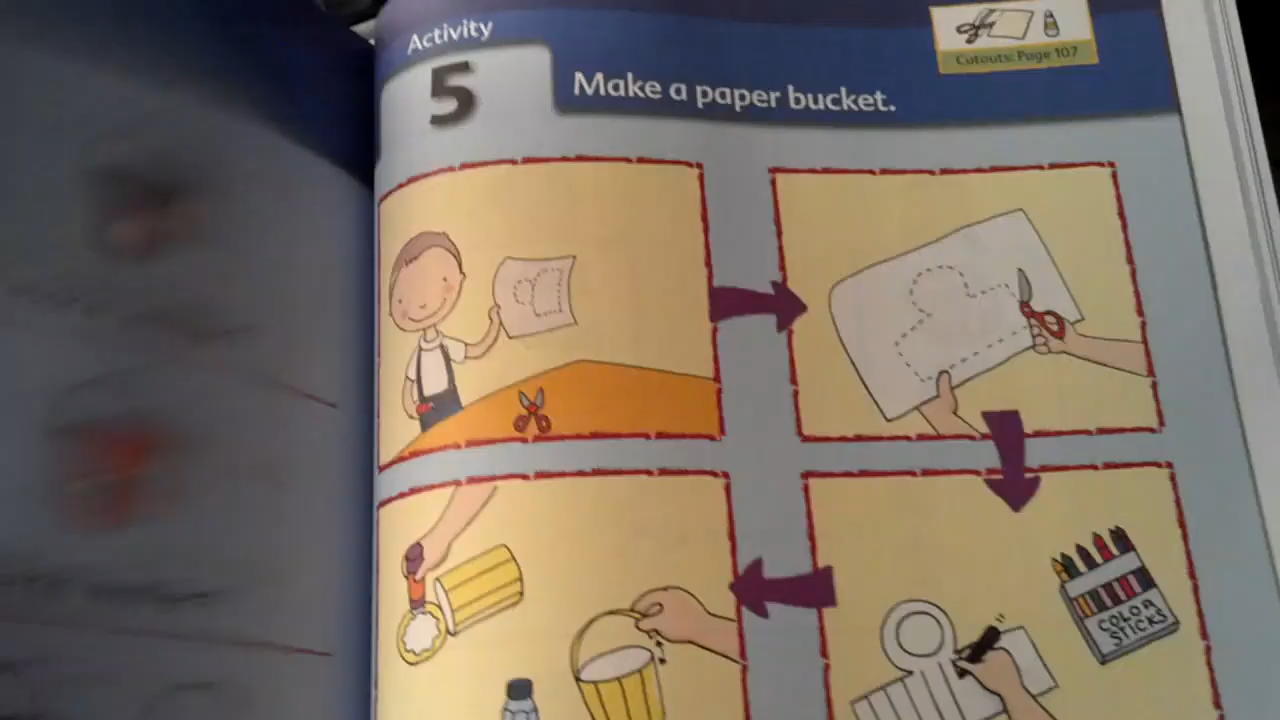 Activity
5
Make a paper bucket.
Cutouts: Page 107
COLOR
STICKS